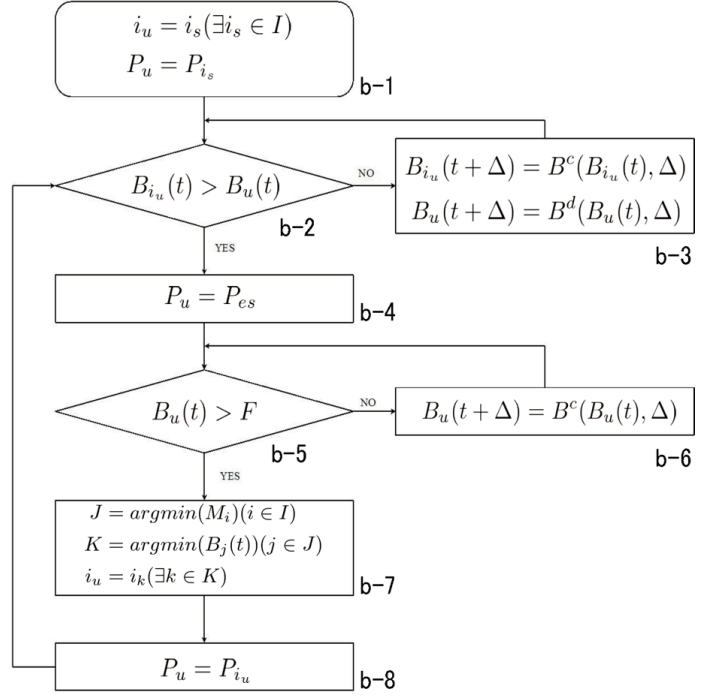 i_u = i_s(∃i_s ∈ I)
P_u = P_{i_s}
b-1
B_{i_u}(t) > B_u(t)
NO
b-2
YES
B_{i_u}(t + Δ) = B^c(B_{i_u}(t), Δ)
B_u(t + Δ) = B^d(B_u(t), Δ)
b-3
P_u = P_{es}
b-4
B_u(t) > F
NO
b-5
YES
B_u(t + Δ) = B^c(B_u(t), Δ)
b-6
J = argmin(M_i)(i ∈ I)
K = argmin(B_j(t))(j ∈ J)
i_u = i_k(∃k ∈ K)
b-7
P_u = P_{i_u}
b-8